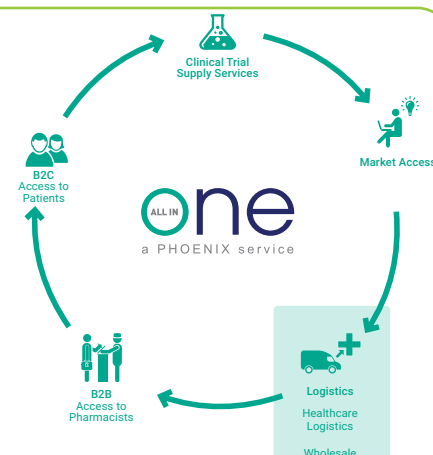 Clinical Trial
Supply Services
Market Access
B2C
Access to
Patients
ALL IN
one
a PHOENIX service
B2B
Access to
Pharmacists
Logistics
Healthcare
Logistics
Wholesale